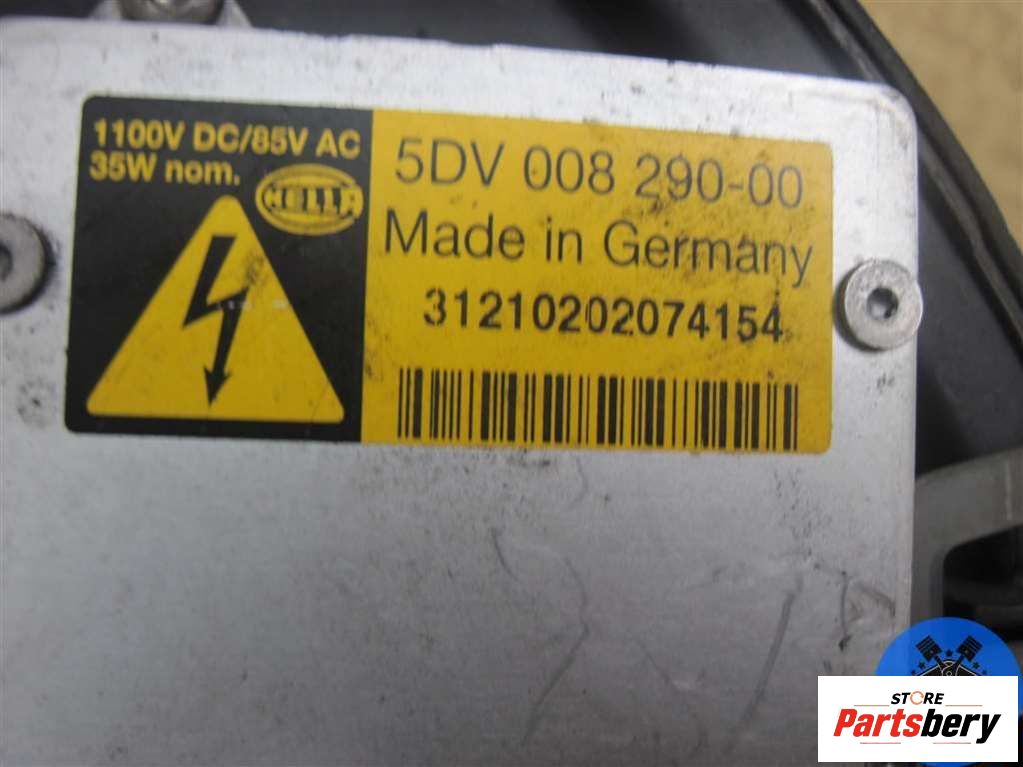 1100V DC/85V AC
35W nom.
HELLA
5DV 008 290-00
Made in Germany
31210202074154
STORE
Partsbery